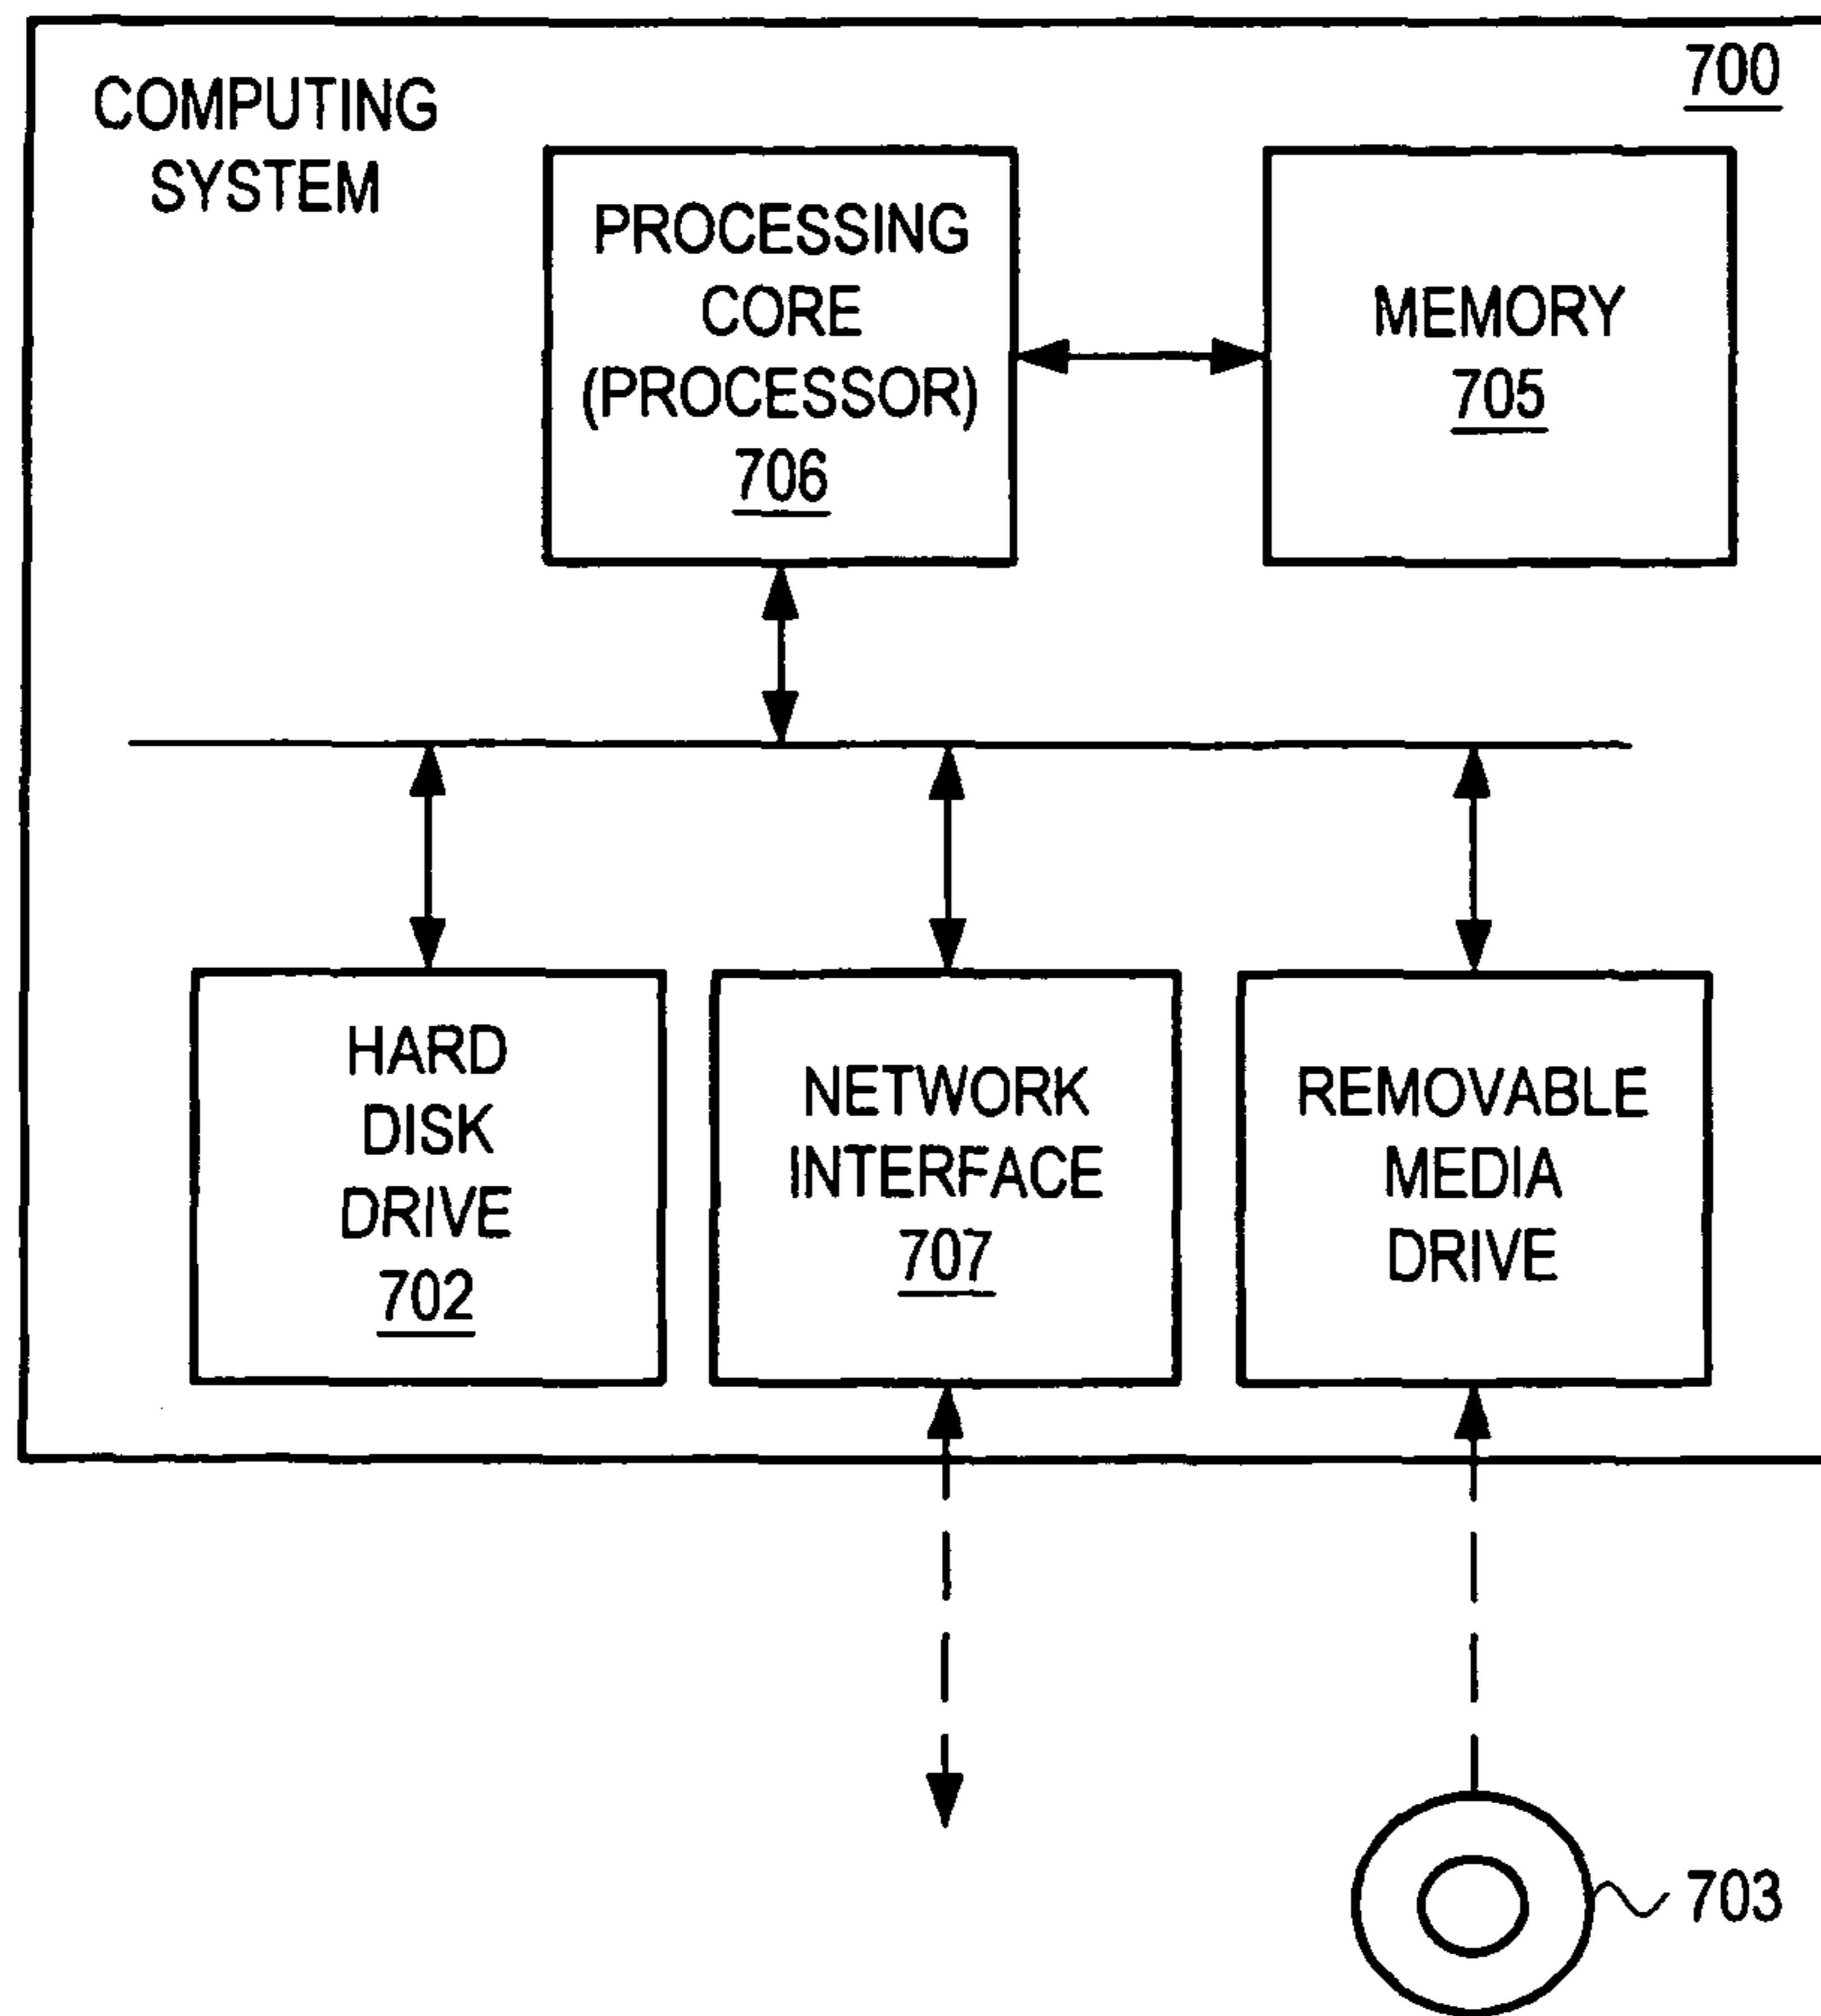 700
COMPUTING
SYSTEM
PROCESSING
CORE
(PROCESSOR)
706
MEMORY
705
HARD
DISK
DRIVE
702
NETWORK
INTERFACE
707
REMOVABLE
MEDIA
DRIVE
703